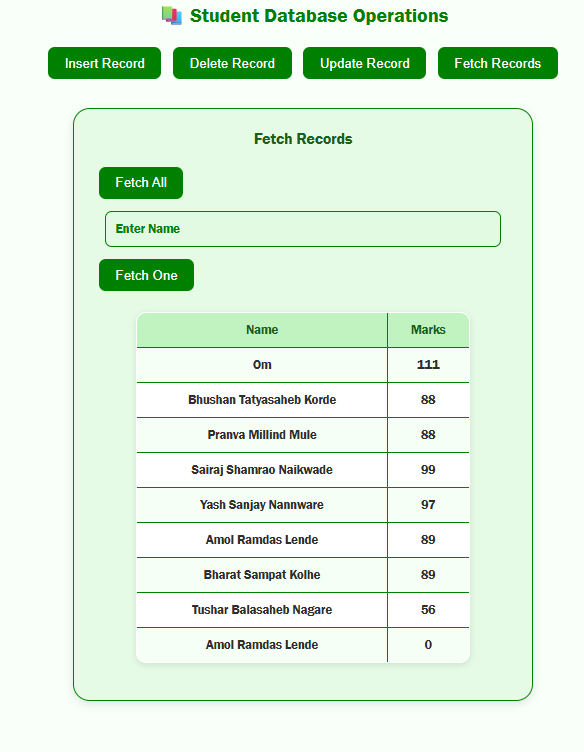 Student Database Operations
Insert Record Delete Record Update Record Fetch Records
Fetch Records
Fetch All
Enter Name
Fetch One
Name Marks
Om 111
Bhushan Tatyasaheb Korde 88
Pranva Millind Mule 88
Sairaj Shamrao Naikwade 99
Yash Sanjay Nannware 97
Amol Ramdas Lende 89
Bharat Sampat Kolhe 89
Tushar Balasaheb Nagare 56
Amol Ramdas Lende 0